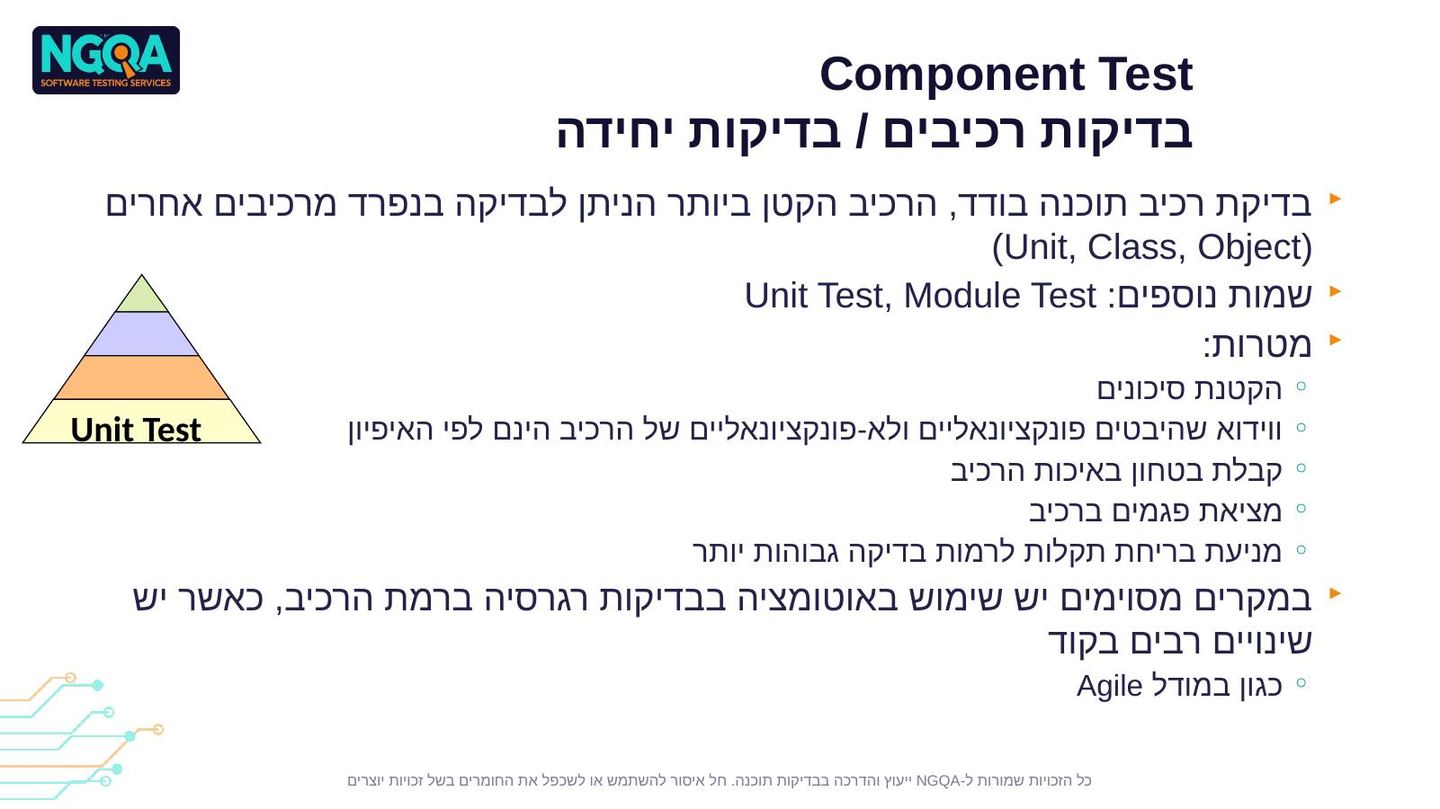 NGQA
SOFTWARE TESTING SERVICES
Component Test
בדיקות רכיבים / בדיקות יחידה
בדיקת רכיב תוכנה בודד, הרכיב הקטן ביותר הניתן לבדיקה בנפרד מרכיבים אחרים
(Unit, Class, Object)
שמות נוספים: Unit Test, Module Test
מטרות:
הקטנת סיכונים
ווידוא שהיבטים פונקציונאליים ולא-פונקציונאליים של הרכיב הינם לפי האיפיון
קבלת בטחון באיכות הרכיב
מציאת פגמים ברכיב
מניעת בריחת תקלות לרמות בדיקה גבוהות יותר
במקרים מסוימים יש שימוש באוטומציה בבדיקות רגרסיה ברמת הרכיב, כאשר יש
שינויים רבים בקוד
כגון במודל Agile
Unit Test
כל הזכויות שמורות ל-NGQA ייעוץ והדרכה בבדיקות תוכנה. חל איסור להשתמש או לשכפל את החומרים בשל זכויות יוצרים